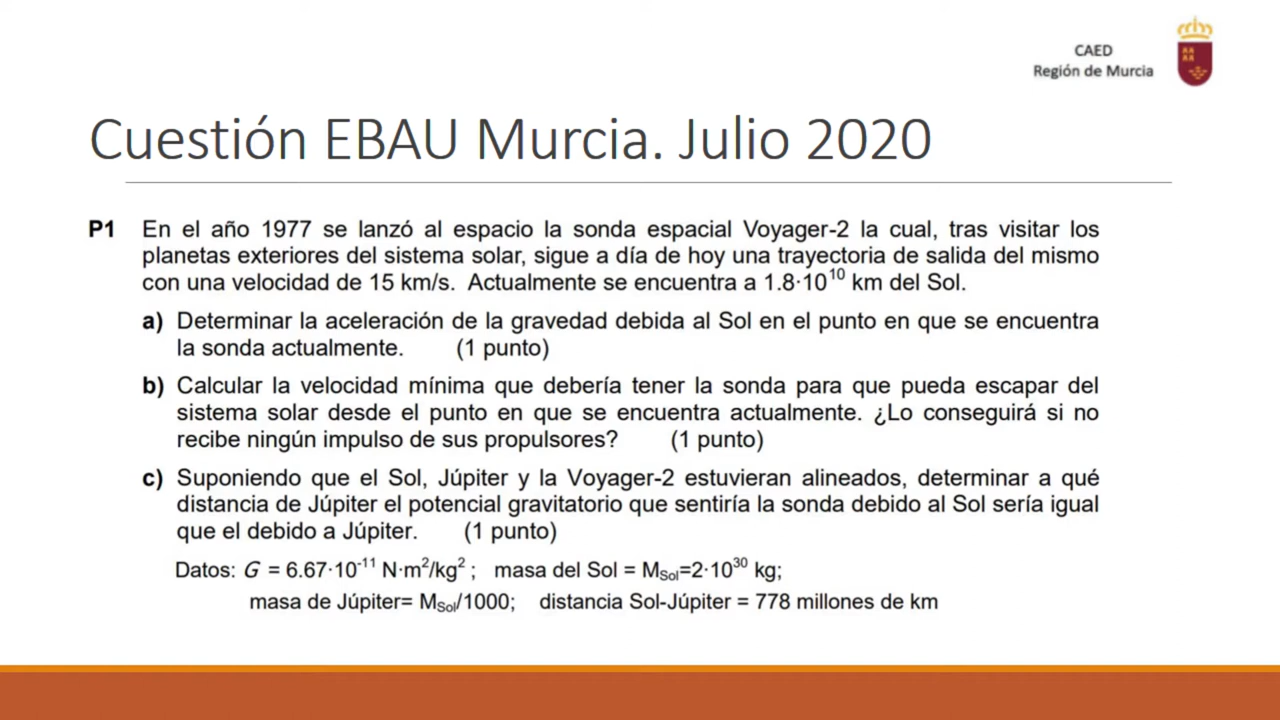 CAED
Región de Murcia
Cuestión EBAU Murcia. Julio 2020
P1 En el año 1977 se lanzó al espacio la sonda espacial Voyager-2 la cual, tras visitar los
planetas exteriores del sistema solar, sigue a día de hoy una trayectoria de salida del mismo
con una velocidad de 15 km/s. Actualmente se encuentra a 1.8·10¹⁰ km del Sol.
a) Determinar la aceleración de la gravedad debida al Sol en el punto en que se encuentra
la sonda actualmente. (1 punto)
b) Calcular la velocidad mínima que debería tener la sonda para que pueda escapar del
sistema solar desde el punto en que se encuentra actualmente. ¿Lo conseguirá si no
recibe ningún impulso de sus propulsores? (1 punto)
c) Suponiendo que el Sol, Júpiter y la Voyager-2 estuvieran alineados, determinar a qué
distancia de Júpiter el potencial gravitatorio que sentiría la sonda debido al Sol sería igual
que el debido a Júpiter. (1 punto)
Datos: G = 6.67·10⁻¹¹ N·m²/kg² ; masa del Sol = M_Sol=2·10³⁰ kg;
masa de Júpiter= M_Sol/1000; distancia Sol-Júpiter = 778 millones de km